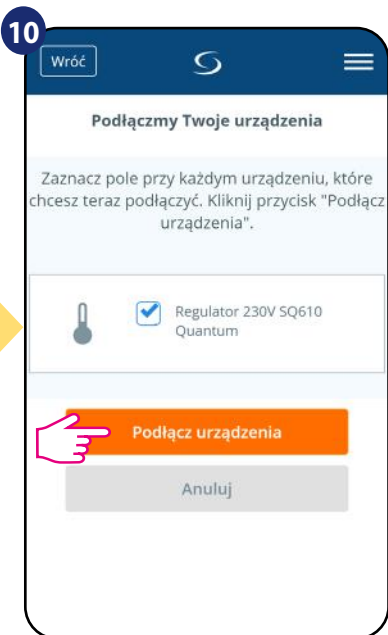 10
Wróć
Podłączmy Twoje urządzenia
Zaznacz pole przy każdym urządzeniu, które
chcesz teraz podłączyć. Kliknij przycisk "Podłącz
urządzenia".
Regulator 230V SQ610
Quantum
Podłącz urządzenia
Anuluj